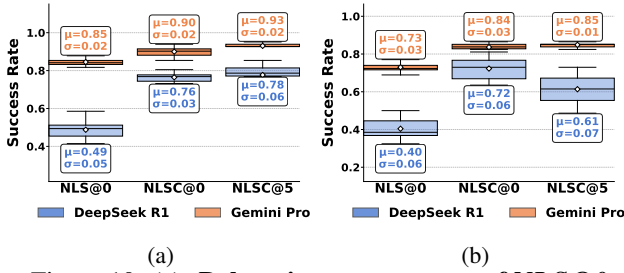 μ=0.85
σ=0.02
μ=0.90
σ=0.02
μ=0.93
σ=0.02
1.0
0.8
0.6
0.4
Success Rate
μ=0.49
σ=0.05
μ=0.76
σ=0.03
μ=0.78
σ=0.06
NLS@0 NLSC@0 NLSC@5
DeepSeek R1 Gemini Pro
(a)
μ=0.73
σ=0.03
μ=0.84
σ=0.03
μ=0.85
σ=0.01
1.0
0.8
0.6
0.4
0.2
Success Rate
μ=0.40
σ=0.06
μ=0.72
σ=0.06
μ=0.61
σ=0.07
NLS@0 NLSC@0 NLSC@5
DeepSeek R1 Gemini Pro
(b)